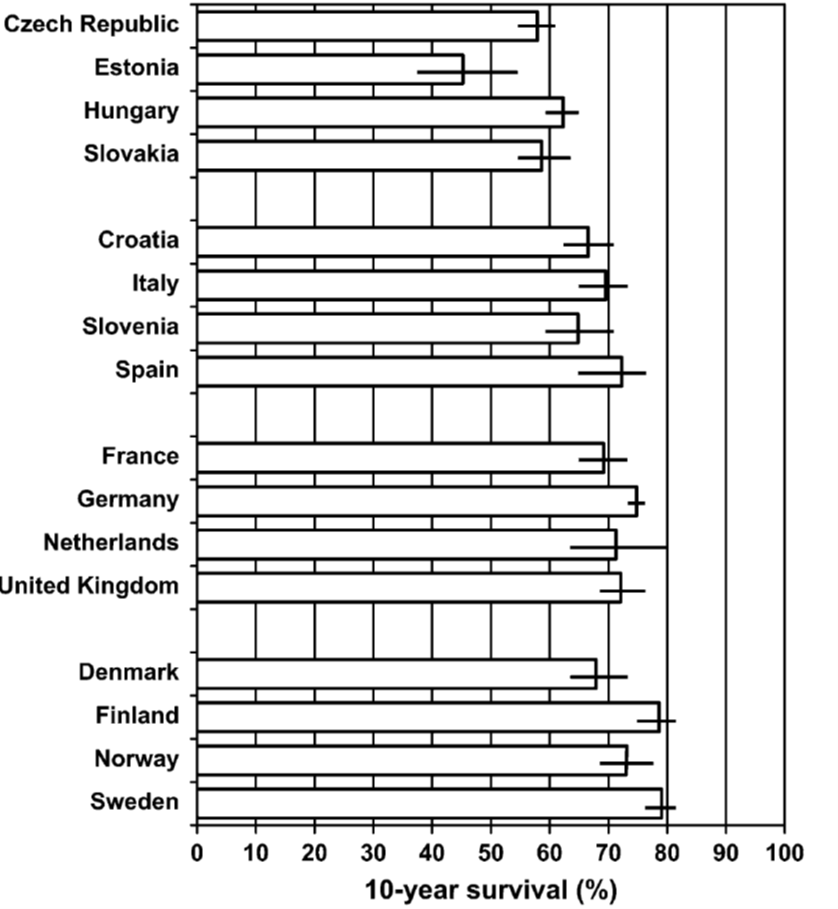 Czech Republic
Estonia
Hungary
Slovakia
Croatia
Italy
Slovenia
Spain
France
Germany
Netherlands
United Kingdom
Denmark
Finland
Norway
Sweden
0 10 20 30 40 50 60 70 80 90 100
10-year survival (%)